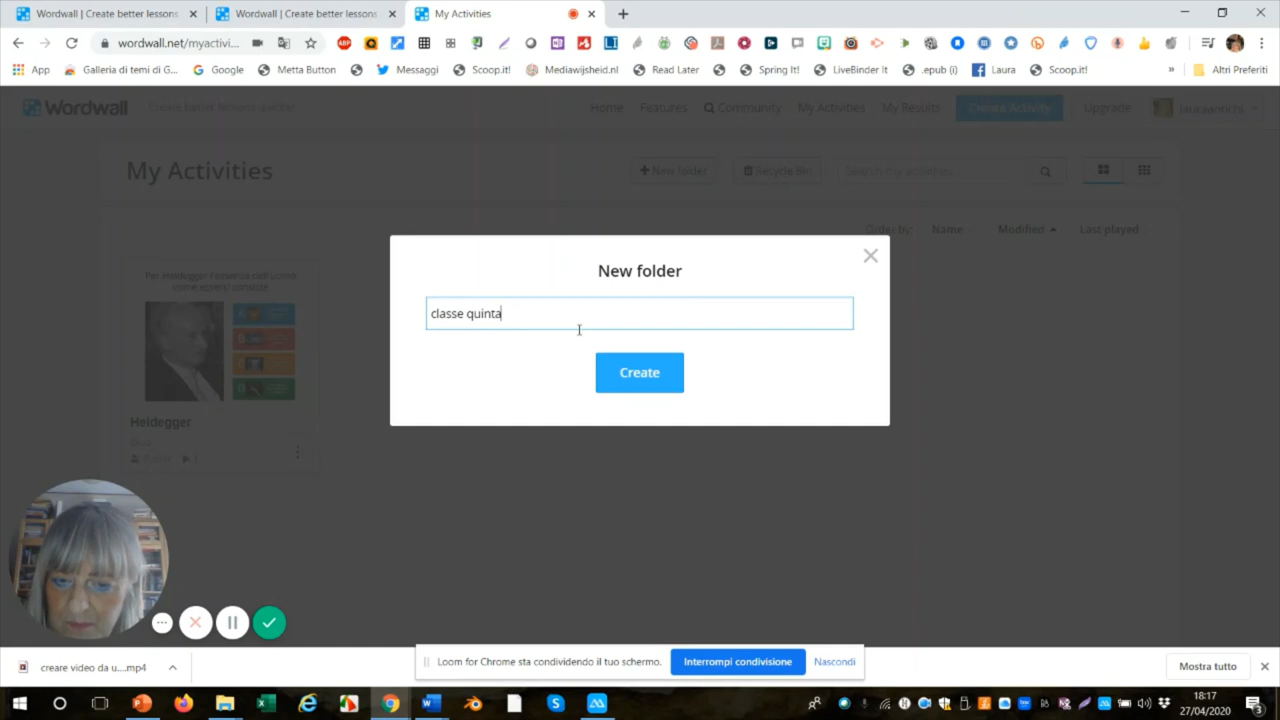 Wordwall | Create better lessons
Wordwall | Create better lessons
My Activities
wordwall.net/myactivi...
App
Galleria di temi di G...
Google
Metta Button
Messaggi
Scoop.it!
Mediawijsheid.nl
Read Later
Spring It!
LiveBinder It
.epub (i)
Laura
Scoop.it!
»
Altri Preferiti
Wordwall
Create better lessons quickly
Home
Features
Community
My Activities
My Results
Create Activity
Upgrade
My Activities
New folder
Recycle Bin
Search my activities...
Order by:
Name
Modified
Last played
Per Heidegger l'essenza dell'uomo
come esserci consiste
A
B
C
D
Heidegger
Quiz
Public
1
New folder
classe quinta
Create
creare video da u....mp4
Loom for Chrome sta condividendo il tuo schermo.
Interrompi condivisione
Nascondi
Mostra tutto
18:17
27/04/2020
3